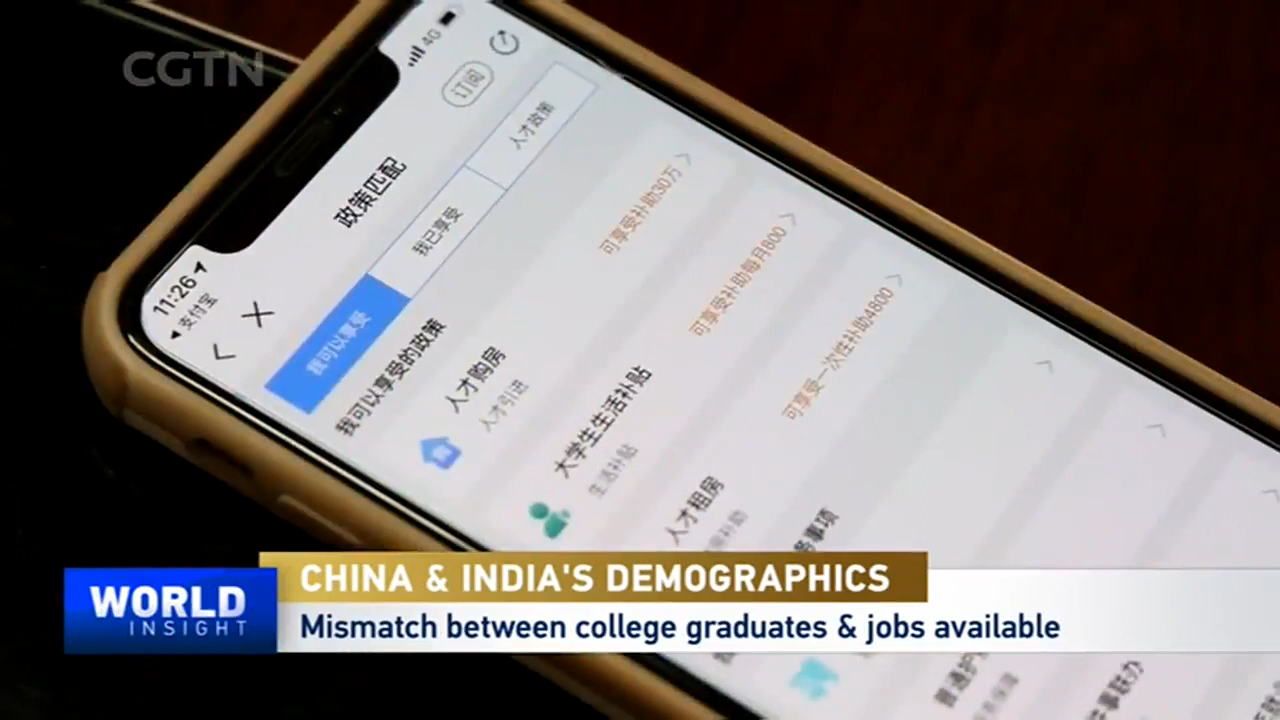 CGTN
4G
11:26
支付宝
政策匹配
订阅
我可以享受
我已享受
人才政策
我可以享受的政策
人才购房
人才引进
可享受补助30万
大学生生活补贴
生活补贴
可享受补助每月800
人才租房
可享受一次性补助4800
CHINA & INDIA'S DEMOGRAPHICS
WORLD
INSIGHT
Mismatch between college graduates & jobs available